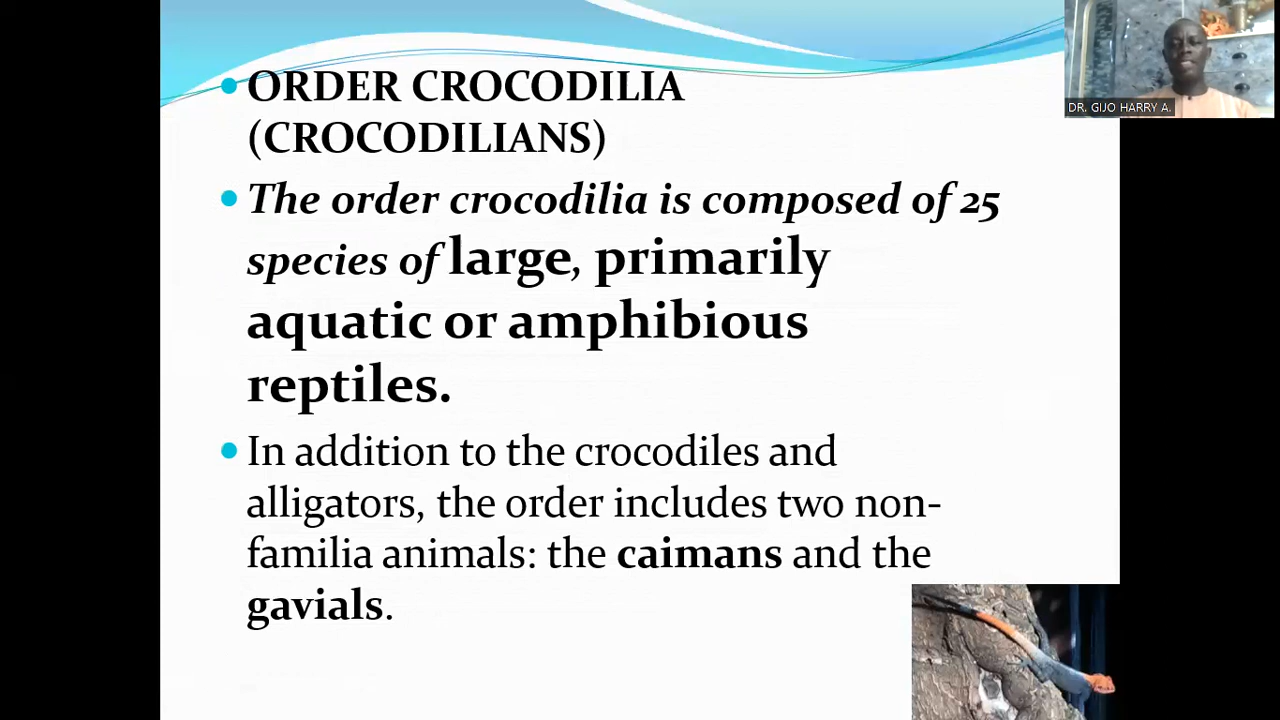 ORDER CROCODILIA
(CROCODILIANS)
The order crocodilia is composed of 25
species of large, primarily
aquatic or amphibious
reptiles.
In addition to the crocodiles and
alligators, the order includes two non-
familia animals: the caimans and the
gavials.
DR. GIJO HARRY A.